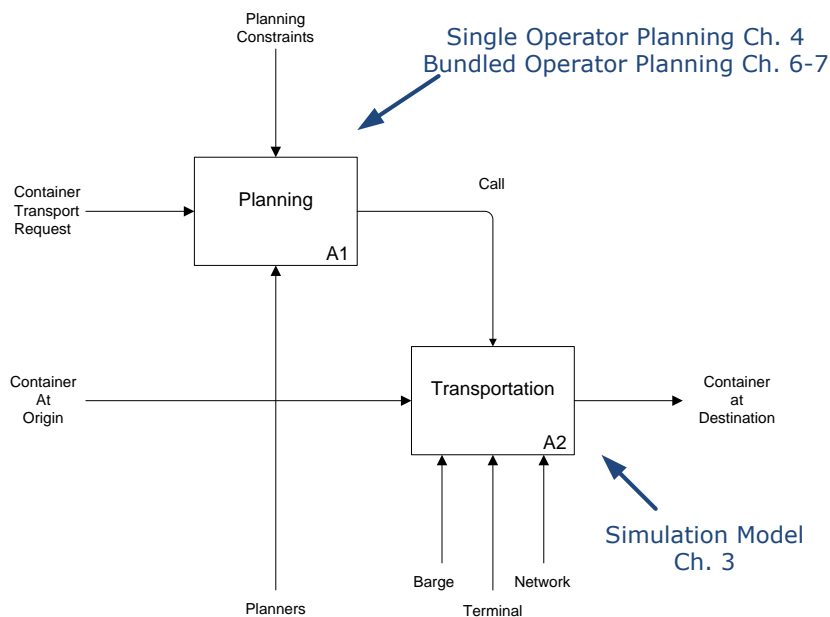 Planning
Constraints
Single Operator Planning Ch. 4
Bundled Operator Planning Ch. 6-7
Container
Transport
Request
Planning
A1
Call
Container
At
Origin
Transportation
A2
Container
at
Destination
Simulation Model
Ch. 3
Planners
Barge
Terminal
Network